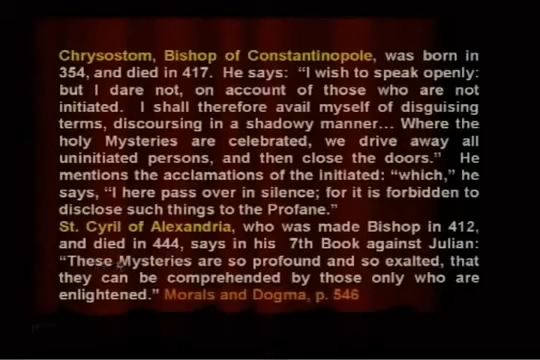 Chrysostom, Bishop of Constantinopole, was born in
354, and died in 417. He says: “I wish to speak openly:
but I dare not, on account of those who are not
initiated. I shall therefore avail myself of disguising
terms, discoursing in a shadowy manner... Where the
holy Mysteries are celebrated, we drive away all
uninitiated persons, and then close the doors.” He
mentions the acclamations of the initiated: “which,” he
says, “I here pass over in silence; for it is forbidden to
disclose such things to the Profane.”
St. Cyril of Alexandria, who was made Bishop in 412,
and died in 444, says in his 7th Book against Julian:
“These Mysteries are so profound and so exalted, that
they can be comprehended by those only who are
enlightened.” Morals and Dogma, p. 546